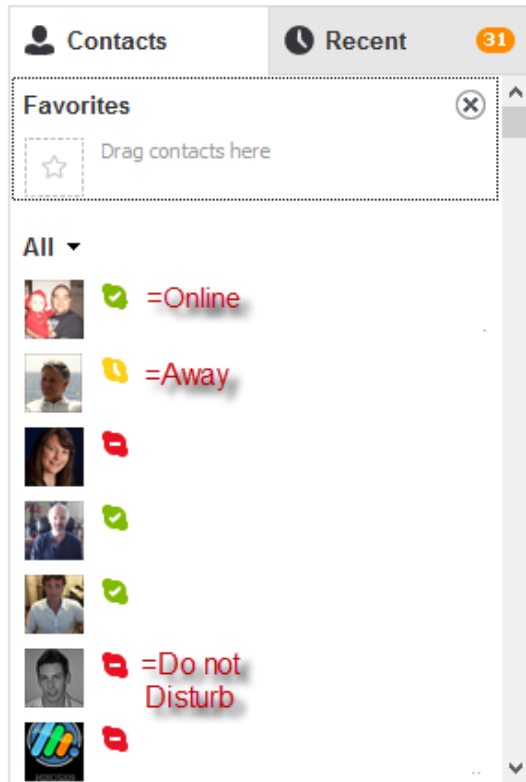 Contacts
Recent 31
Favorites
Drag contacts here
All
=Online
=Away
=Do not
Disturb